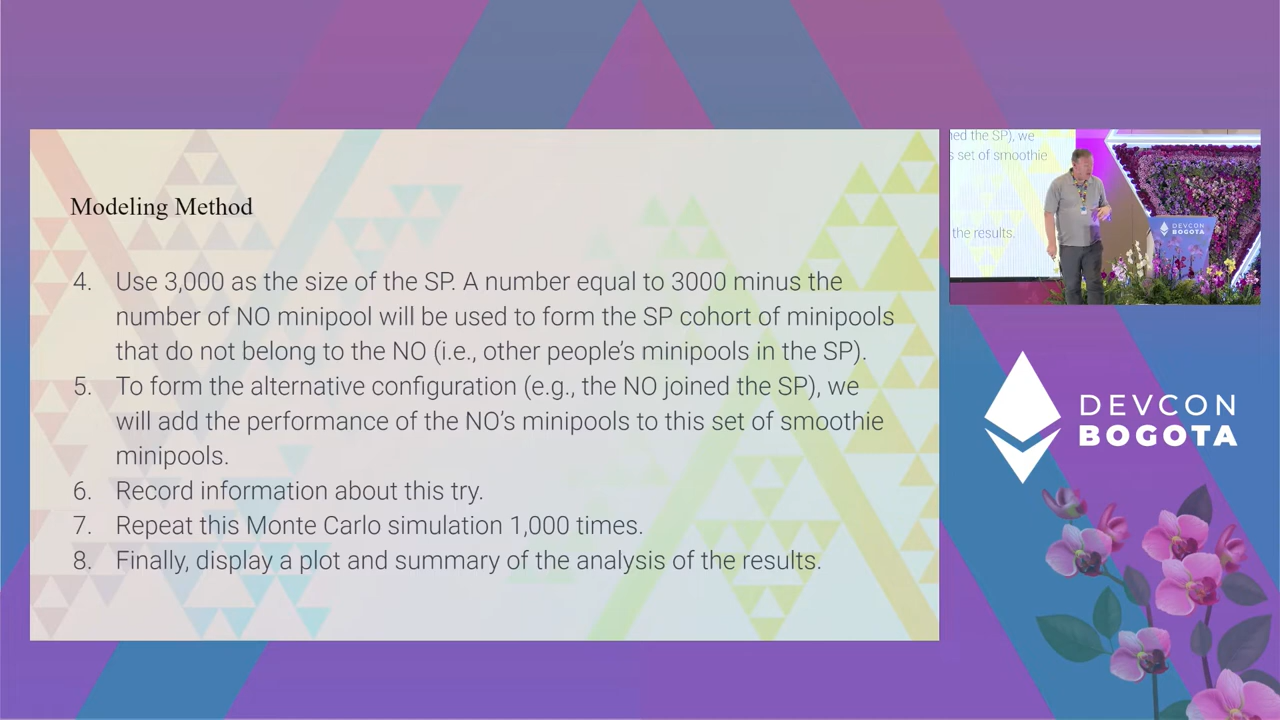 Modeling Method
4. Use 3,000 as the size of the SP. A number equal to 3000 minus the
number of NO minipool will be used to form the SP cohort of minipools
that do not belong to the NO (i.e., other people's minipools in the SP).
5. To form the alternative configuration (e.g., the NO joined the SP), we
will add the performance of the NO's minipools to this set of smoothie
minipools.
6. Record information about this try.
7. Repeat this Monte Carlo simulation 1,000 times.
8. Finally, display a plot and summary of the analysis of the results.
ned the SP), we
s set of smoothie
the results.
DEVCON
BOGOTA
DEVCON
BOGOTA